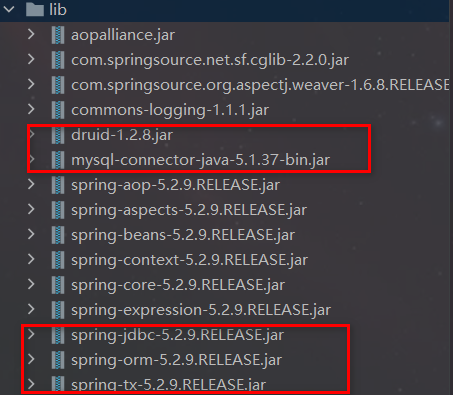 lib
aopalliance.jar
com.springsource.net.sf.cglib-2.2.0.jar
com.springsource.org.aspectj.weaver-1.6.8.RELEASE
commons-logging-1.1.1.jar
druid-1.2.8.jar
mysql-connector-java-5.1.37-bin.jar
spring-aop-5.2.9.RELEASE.jar
spring-aspects-5.2.9.RELEASE.jar
spring-beans-5.2.9.RELEASE.jar
spring-context-5.2.9.RELEASE.jar
spring-core-5.2.9.RELEASE.jar
spring-expression-5.2.9.RELEASE.jar
spring-jdbc-5.2.9.RELEASE.jar
spring-orm-5.2.9.RELEASE.jar
spring-tx-5.2.9.RELEASE.jar